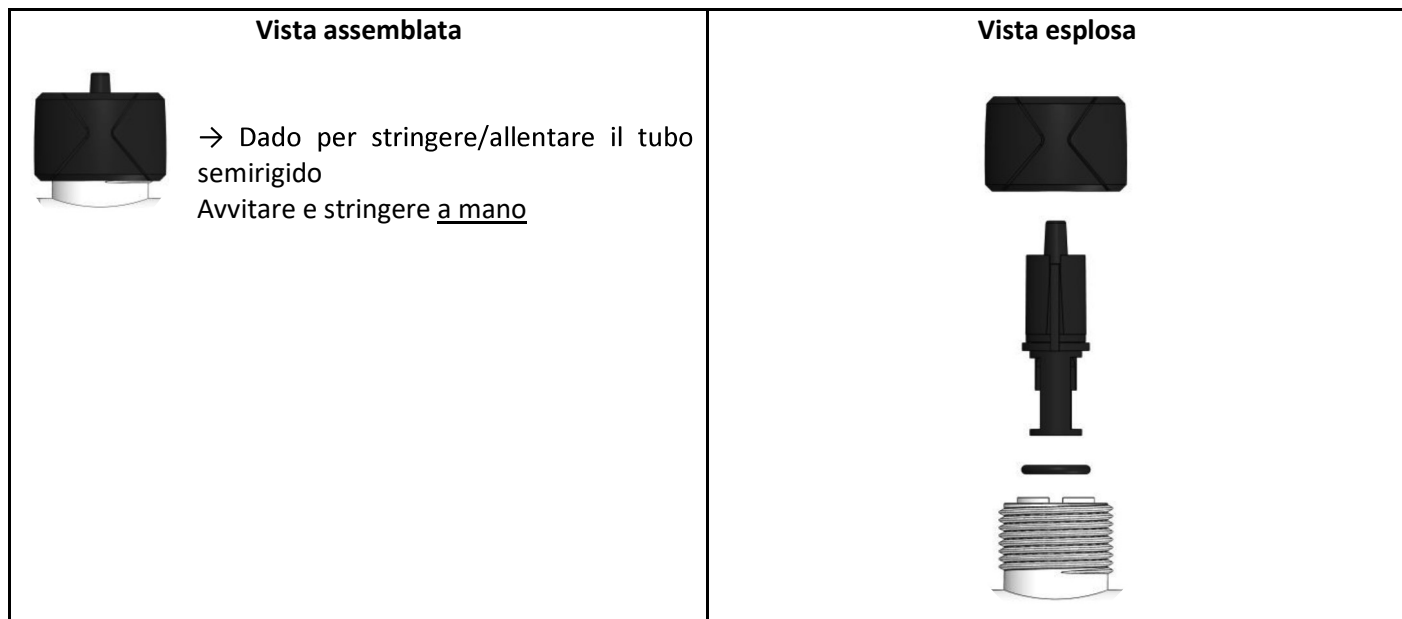 Vista assemblata
→ Dado per stringere/allentare il tubo
semirigido
Avvitare e stringere a mano
Vista esplosa